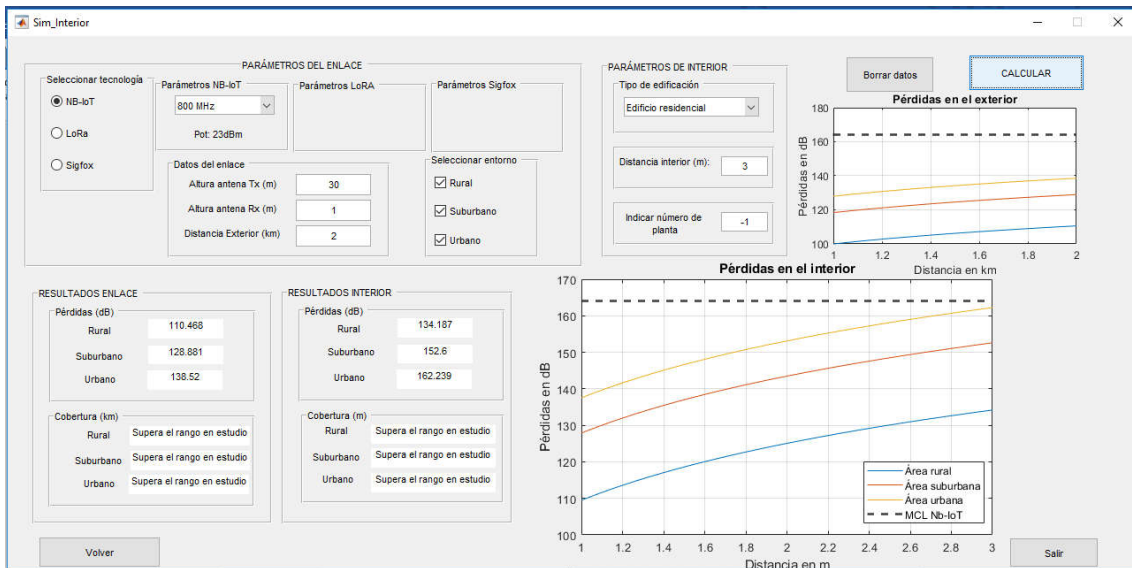 Sim_Interior
PARÁMETROS DEL ENLACE
Seleccionar tecnología
NB-IoT
LoRa
Sigfox
Parámetros NB-IoT
800 MHz
Pot: 23dBm
Parámetros LoRA
Parámetros Sigfox
Datos del enlace
Altura antena Tx (m) 30
Altura antena Rx (m) 1
Distancia Exterior (km) 2
Seleccionar entorno
Rural
Suburbano
Urbano
PARÁMETROS DE INTERIOR
Tipo de edificación
Edificio residencial
Distancia interior (m): 3
Indicar número de
planta
-1
Borrar datos
CALCULAR
Pérdidas en el exterior
Pérdidas en dB
180
160
140
120
100
1 1.2 1.4 1.6 1.8 2
Distancia en km
RESULTADOS ENLACE
Pérdidas (dB)
Rural 110.468
Suburbano 128.881
Urbano 138.52
Cobertura (km)
Rural Supera el rango en estudio
Suburbano Supera el rango en estudio
Urbano Supera el rango en estudio
RESULTADOS INTERIOR
Pérdidas (dB)
Rural 134.187
Suburbano 152.6
Urbano 162.239
Cobertura (m)
Rural Supera el rango en estudio
Suburbano Supera el rango en estudio
Urbano Supera el rango en estudio
Pérdidas en el interior
Pérdidas en dB
170
160
150
140
130
120
110
100
1 1.2 1.4 1.6 1.8 2 2.2 2.4 2.6 2.8 3
Distancia en m
Área rural
Área suburbana
Área urbana
MCL Nb-IoT
Volver
Salir